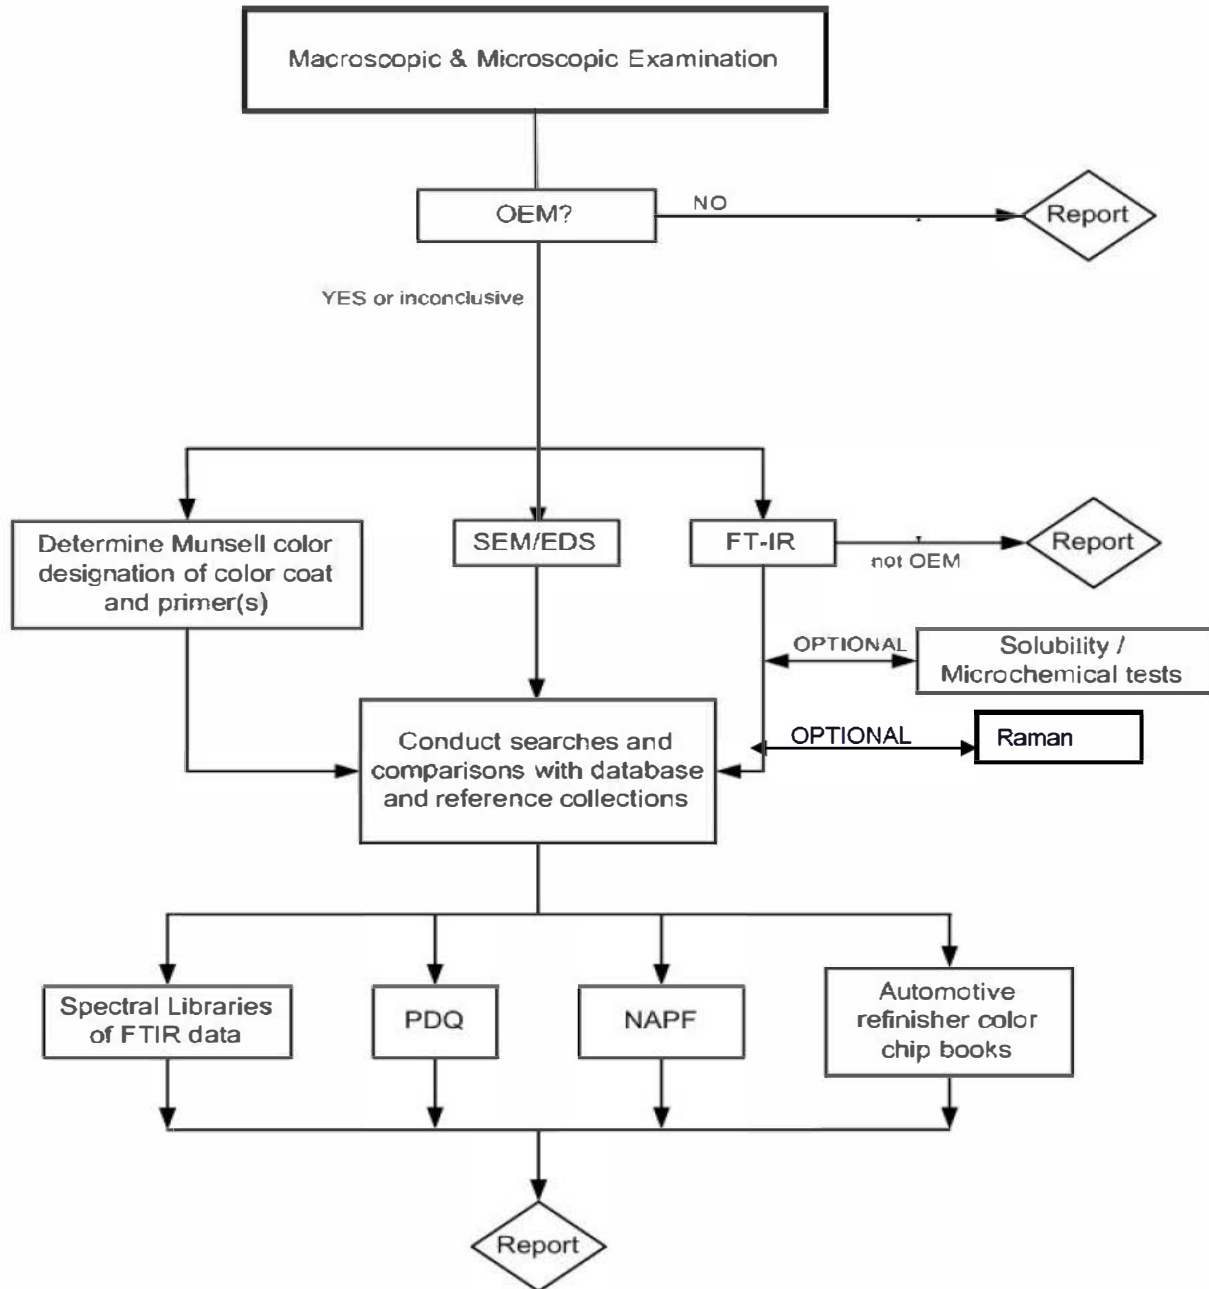 Macroscopic & Microscopic Examination
OEM?
NO
Report
YES or inconclusive
Determine Munsell color
designation of color coat
and primer(s)
SEM/EDS
FT-IR
not OEM
Report
OPTIONAL
Solubility /
Microchemical tests
OPTIONAL
Raman
Conduct searches and
comparisons with database
and reference collections
Spectral Libraries
of FTIR data
PDQ
NAPF
Automotive
refinisher color
chip books
Report